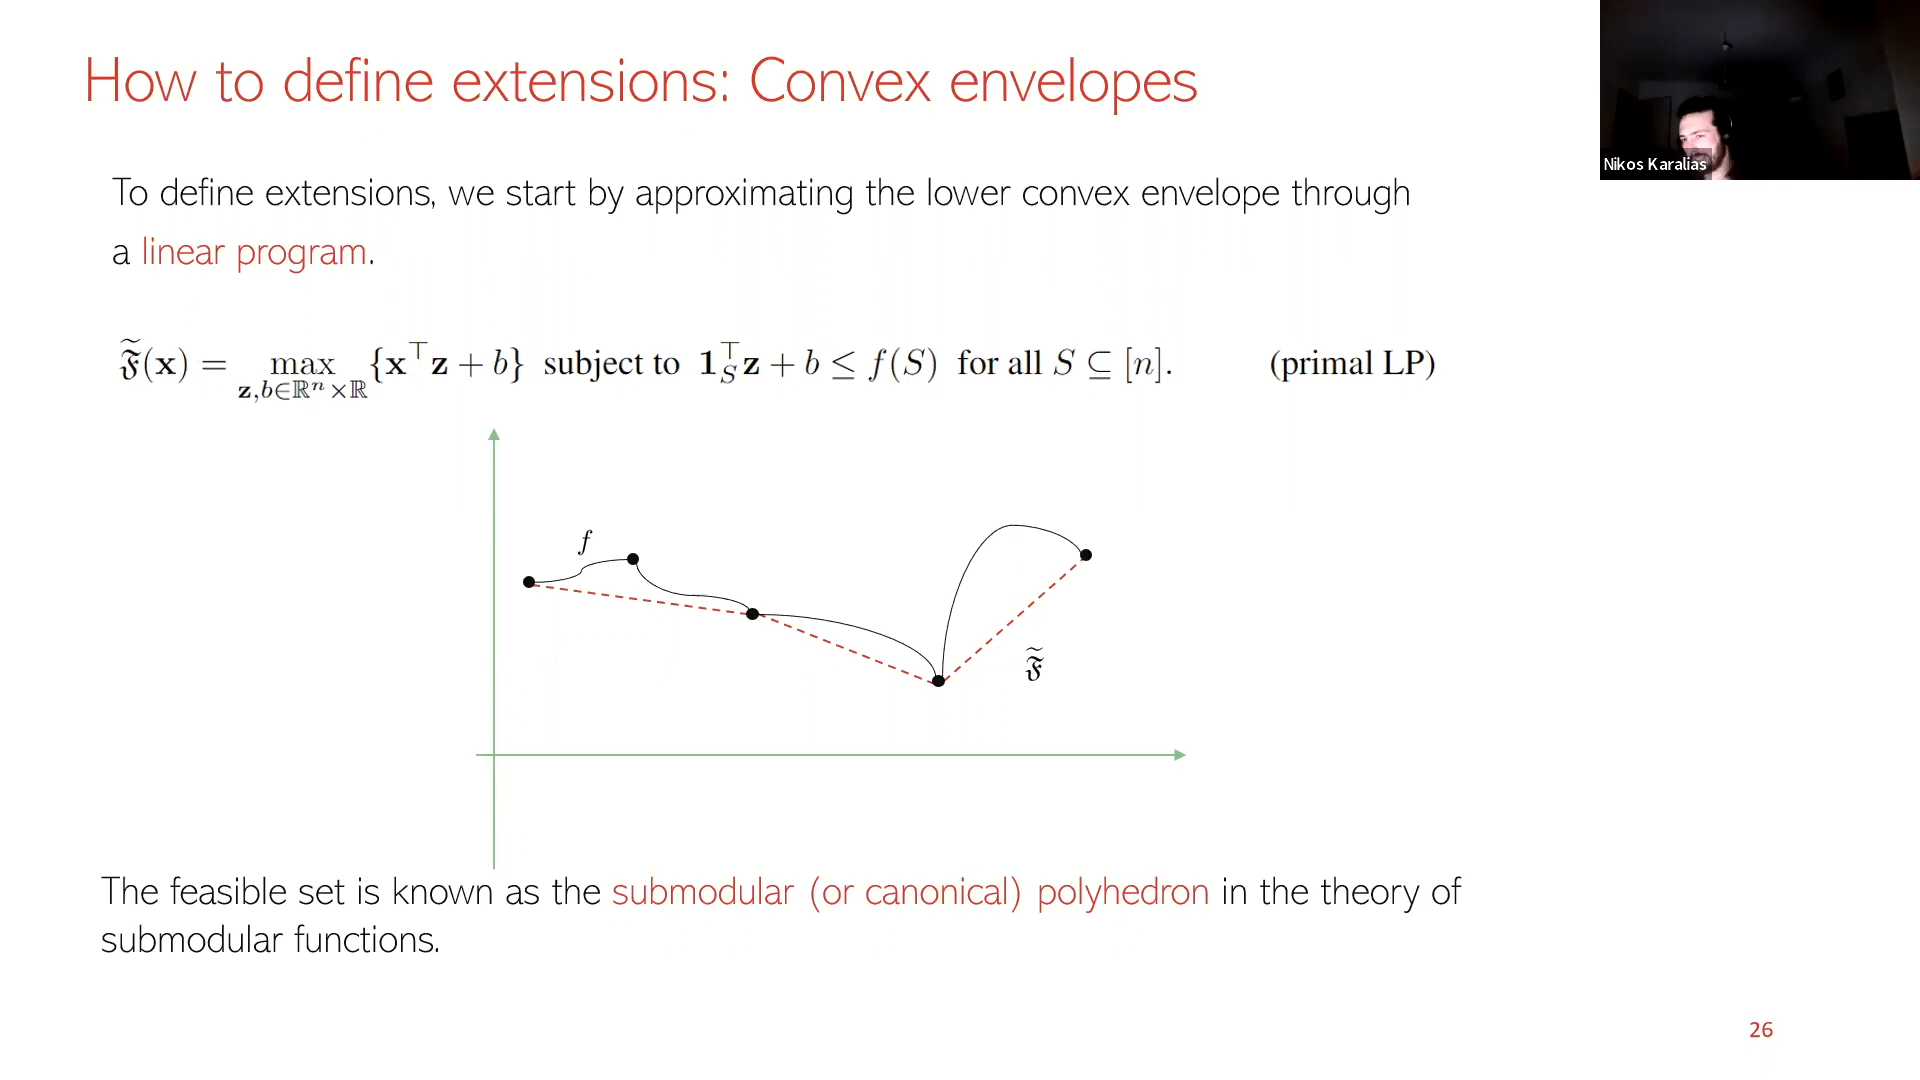 How to define extensions: Convex envelopes
Nikos Karalias
To define extensions, we start by approximating the lower convex envelope through
a linear program.
𝔉̃(𝐱) = max_{𝐳,b∈ℝⁿ×ℝ} {𝐱^⊤𝐳 + b} subject to 𝟏_S^⊤𝐳 + b ≤ f(S) for all S ⊆ [n]. (primal LP)
f
𝔉̃
The feasible set is known as the submodular (or canonical) polyhedron in the theory of
submodular functions.
26